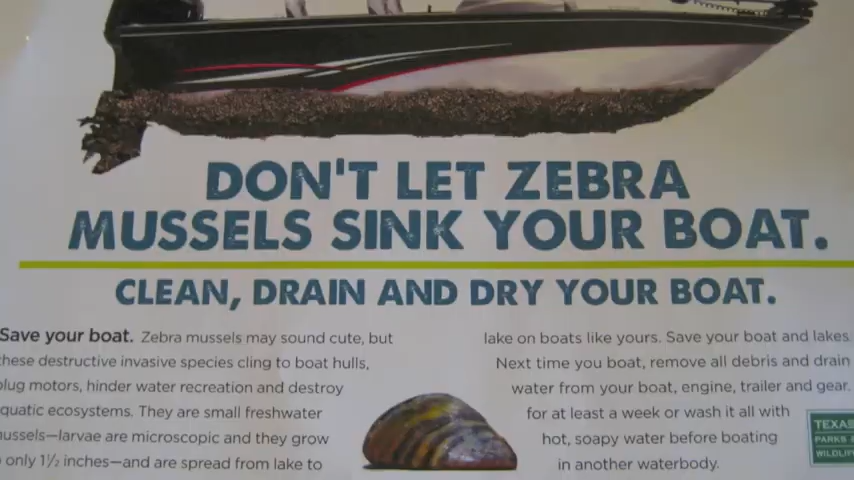 DON'T LET ZEBRA
MUSSELS SINK YOUR BOAT.
CLEAN, DRAIN AND DRY YOUR BOAT.
Save your boat. Zebra mussels may sound cute, but
these destructive invasive species cling to boat hulls,
plug motors, hinder water recreation and destroy
aquatic ecosystems. They are small freshwater
mussels—larvae are microscopic and they grow
only 1½ inches—and are spread from lake to
lake on boats like yours. Save your boat and lakes.
Next time you boat, remove all debris and drain
water from your boat, engine, trailer and gear.
for at least a week or wash it all with
hot, soapy water before boating
in another waterbody.
TEXAS
PARKS &
WILDLIFE